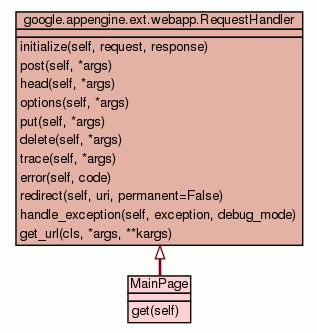 google.appengine.ext.webapp.RequestHandler
initialize(self, request, response)
post(self, *args)
head(self, *args)
options(self, *args)
put(self, *args)
delete(self, *args)
trace(self, *args)
error(self, code)
redirect(self, uri, permanent=False)
handle_exception(self, exception, debug_mode)
get_url(cls, *args, **kargs)
MainPage
get(self)